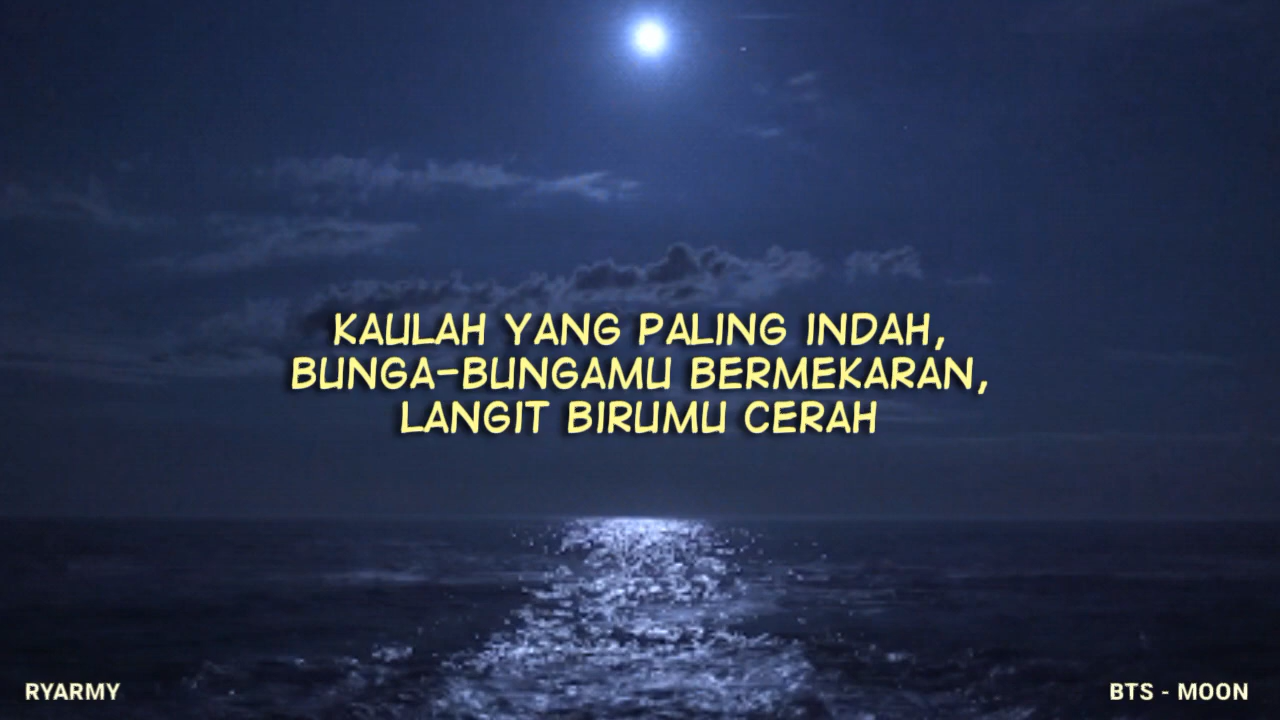 KAULAH YANG PALING INDAH,
BUNGA-BUNGAMU BERMEKARAN,
LANGIT BIRUMU CERAH
RYARMY
BTS - MOON